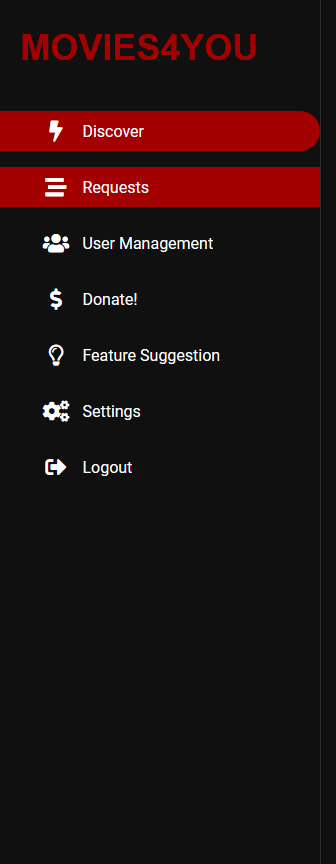 MOVIES4YOU
Discover
Requests
User Management
Donate!
Feature Suggestion
Settings
Logout